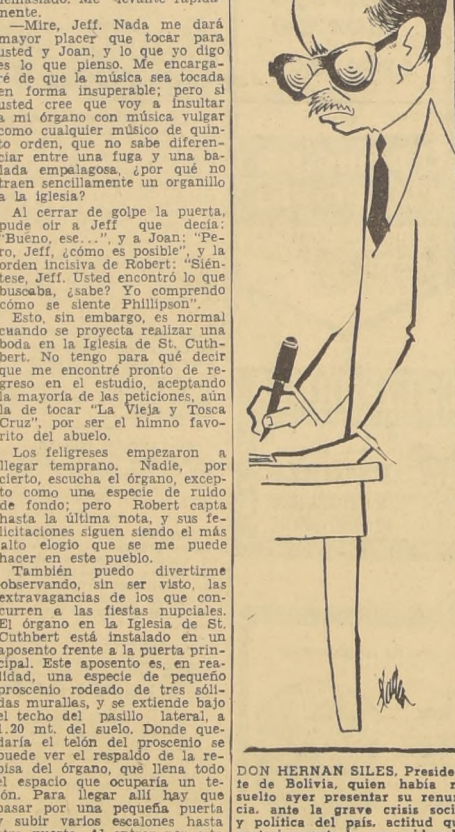 nente.
—Mire, Jeff. Nada me dará
mayor placer que tocar para
usted y Joan, y lo que yo digo
es lo que pienso. Me encarga-
ré de que la música sea tocada
en forma insuperable; pero si
usted cree que voy a insultar
a mi órgano con música vulgar
como cualquier músico de quin-
to orden, que no sabe diferen-
ciar entre una fuga y una ba-
lada empalagosa, ¿por qué no
traen sencillamente un organillo
a la iglesia?
Al cerrar de golpe la puerta,
pude oir a Jeff que decía:
"Bueno, ese...", y a Joan: "Pe-
ro, Jeff, ¿cómo es posible", y la
orden incisiva de Robert: "Sién-
tese, Jeff. Usted encontró lo que
buscaba, ¿sabe? Yo comprendo
cómo se siente Phillipson".
Esto, sin embargo, es normal
cuando se proyecta realizar una
boda en la Iglesia de St. Cuth-
bert. No tengo para qué decir
que me encontré pronto de re-
greso en el estudio, aceptando
la mayoría de las peticiones, aún
la de tocar "La Vieja y Tosca
Cruz", por ser el himno favo-
rito del abuelo.
Los feligreses empezaron a
llegar temprano. Nadie, por
cierto, escucha el órgano, excep-
to como una especie de ruido
de fondo; pero Robert capta
hasta la última nota, y sus fe-
licitaciones siguen siendo el más
alto elogio que se me puede
hacer en este pueblo.
También puedo divertirme
observando, sin ser visto, las
extravagancias de los que con-
curren a las fiestas nupciales.
El órgano en la Iglesia de St.
Cuthbert está instalado en un
aposento frente a la puerta prin-
cipal. Este aposento es, en rea-
lidad, una especie de pequeño
proscenio rodeado de tres sóli-
das murallas, y se extiende bajo
el techo del pasillo lateral, a
1.20 mt. del suelo. Donde que-
daría el telón del proscenio se
puede ver el respaldo de la re-
pisa del órgano, que llena todo
el espacio que ocuparía un te-
lón. Para llegar allí hay que
pasar por una pequeña puerta
y subir varios escalones hasta
DON HERNAN SILES, Preside
te de Bolivia, quien había r
suelto ayer presentar su renu
cia, ante la grave crisis soci
y política del país, actitud q